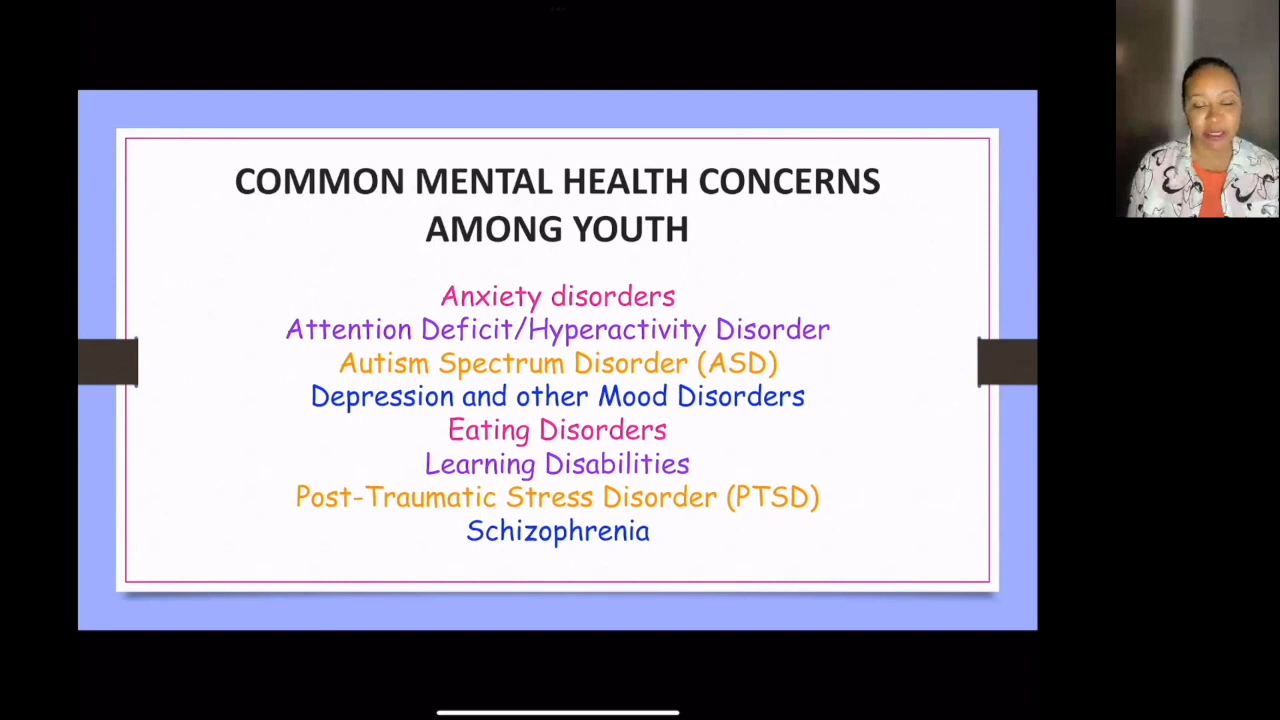 COMMON MENTAL HEALTH CONCERNS
AMONG YOUTH
Anxiety disorders
Attention Deficit/Hyperactivity Disorder
Autism Spectrum Disorder (ASD)
Depression and other Mood Disorders
Eating Disorders
Learning Disabilities
Post-Traumatic Stress Disorder (PTSD)
Schizophrenia